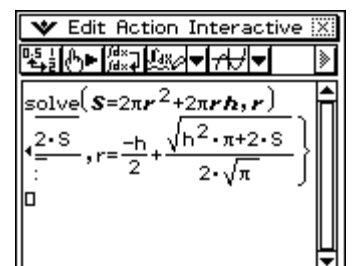 Edit Action Interactive
solve(S=2πr²+2πrh,r)
2·S
:
,r=-h/2+√(h²·π+2·S)/(2·√π)}